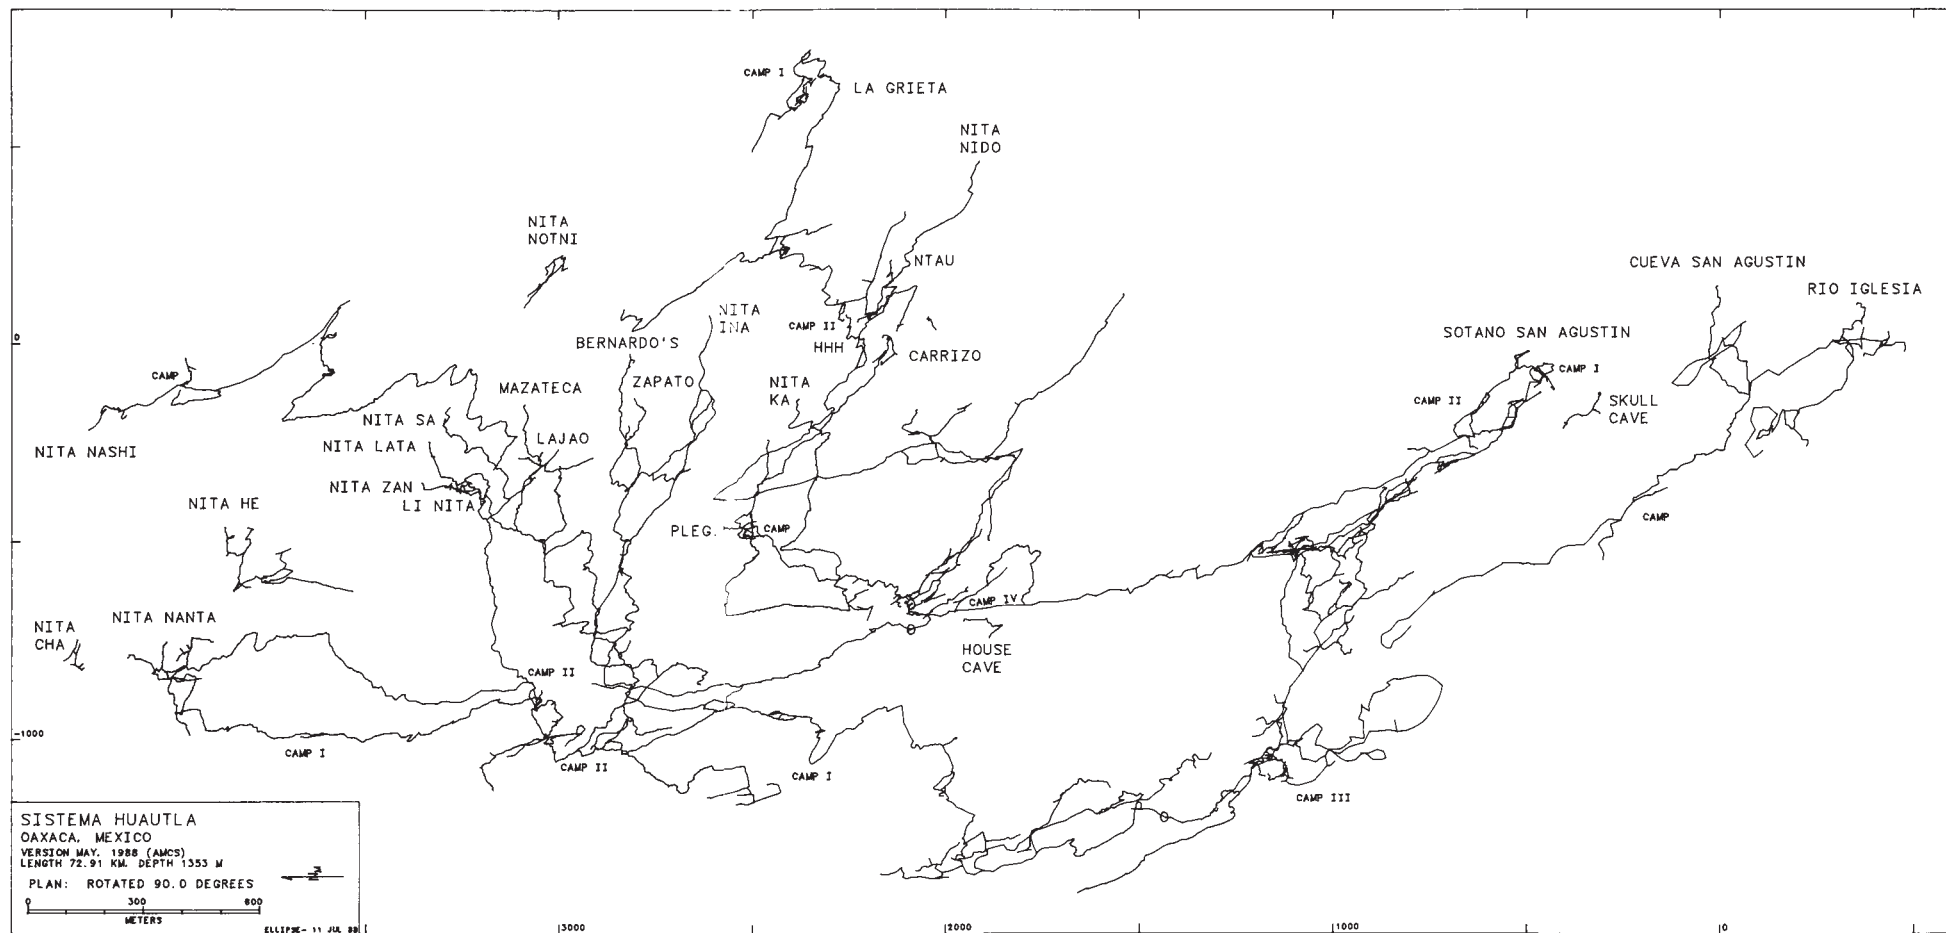 CAMP I
LA GRIETA
NITA
NIDO
NITA
NOTNI
NTAU
CUEVA SAN AGUSTIN
RIO IGLESIA
NITA
INA
CAMP II
HHH
BERNARDO'S
CARRIZO
SOTANO SAN AGUSTIN
CAMP I
0
CAMP
MAZATECA
ZAPATO
NITA
KA
CAMP II
SKULL
CAVE
NITA SA
NITA NASHI
NITA LATA
LAJAO
NITA ZAN
LI NITA
NITA HE
PLEG.
CAMP
CAMP
NITA
CHA
NITA NANTA
CAMP IV
HOUSE
CAVE
CAMP II
-1000
CAMP I
CAMP II
CAMP I
CAMP III
SISTEMA HUAUTLA
OAXACA, MEXICO
VERSION MAY, 1988 (AMCS)
LENGTH 72.91 KM. DEPTH 1353 M
PLAN: ROTATED 90.0 DEGREES
0 300 600
METERS
ELLIPSE- 11 JUL 88
3000
2000
1000
0